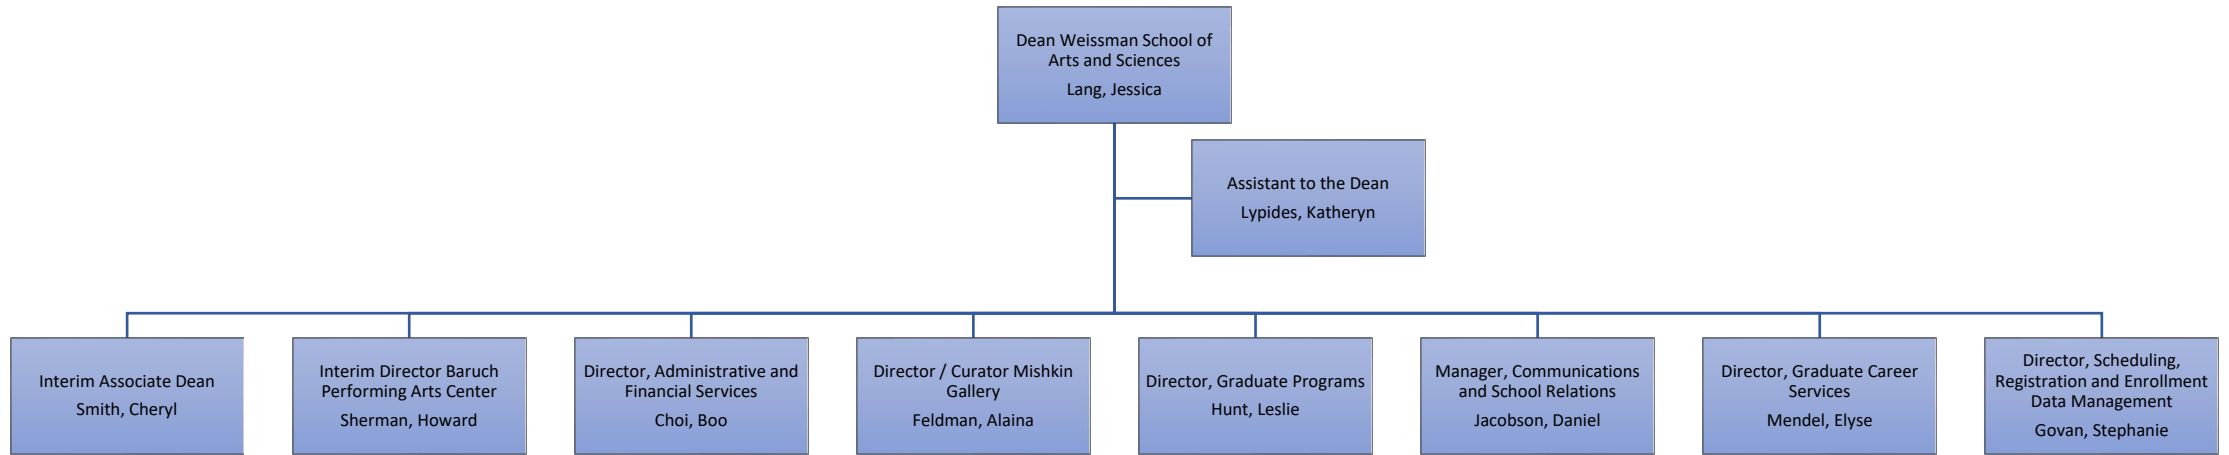 Dean Weissman School of
Arts and Sciences
Lang, Jessica
Assistant to the Dean
Lypides, Katheryn
Interim Associate Dean
Smith, Cheryl
Interim Director Baruch
Performing Arts Center
Sherman, Howard
Director, Administrative and
Financial Services
Choi, Boo
Director / Curator Mishkin
Gallery
Feldman, Alaina
Director, Graduate Programs
Hunt, Leslie
Manager, Communications
and School Relations
Jacobson, Daniel
Director, Graduate Career
Services
Mendel, Elyse
Director, Scheduling,
Registration and Enrollment
Data Management
Govan, Stephanie